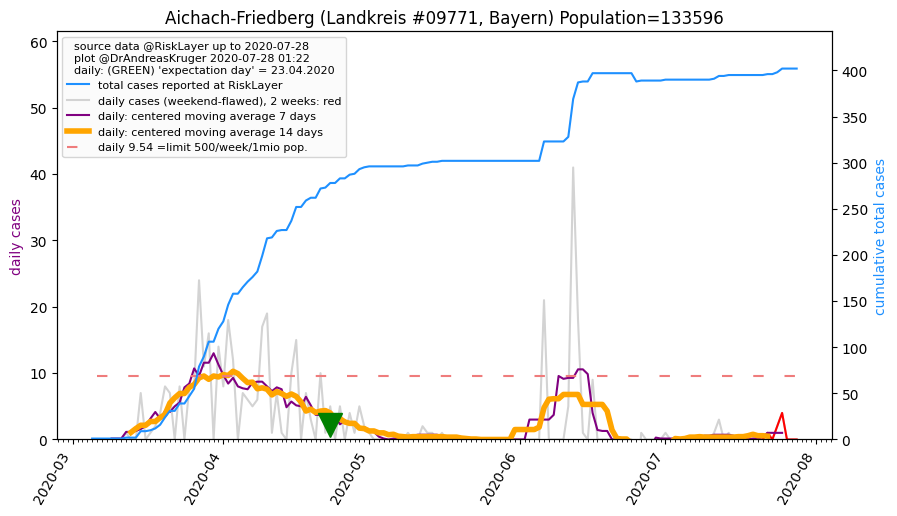 Aichach-Friedberg (Landkreis #09771, Bayern) Population=133596
source data @RiskLayer up to 2020-07-28
plot @DrAndreasKruger 2020-07-28 01:22
daily: (GREEN) 'expectation day' = 23.04.2020
total cases reported at RiskLayer
daily cases (weekend-flawed), 2 weeks: red
daily: centered moving average 7 days
daily: centered moving average 14 days
daily 9.54 =limit 500/week/1mio pop.
daily cases
60
50
40
30
20
10
0
cumulative total cases
400
350
300
250
200
150
100
50
0
2020-03
2020-04
2020-05
2020-06
2020-07
2020-08